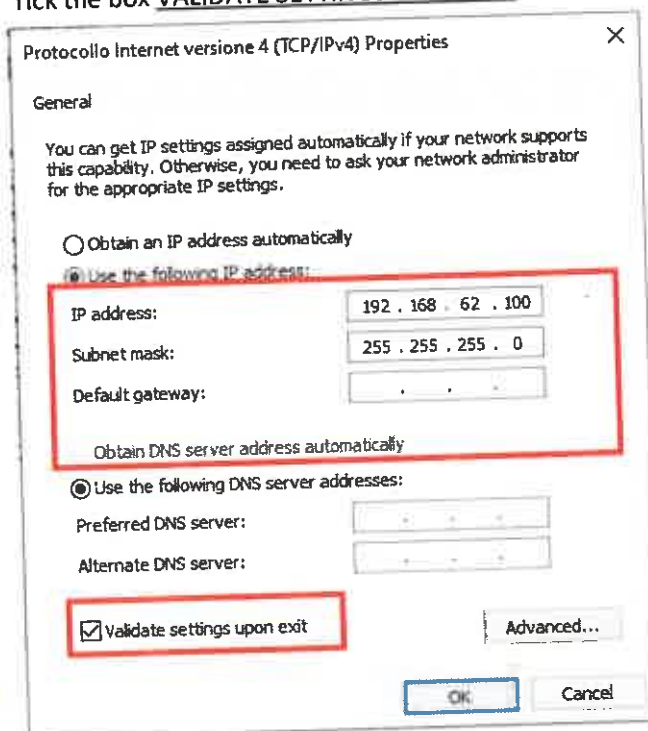 Tick the box VALIDATE
Protocollo Internet versione 4 (TCP/IPv4) Properties
General
You can get IP settings assigned automatically if your network supports
this capability. Otherwise, you need to ask your network administrator
for the appropriate IP settings.
Obtain an IP address automatically
Use the following IP address:
IP address: 192 . 168 . 62 . 100
Subnet mask: 255 . 255 . 255 . 0
Default gateway: . . .
Obtain DNS server address automatically
Use the following DNS server addresses:
Preferred DNS server: . . .
Alternate DNS server: . . .
Validate settings upon exit
Advanced...
OK Cancel